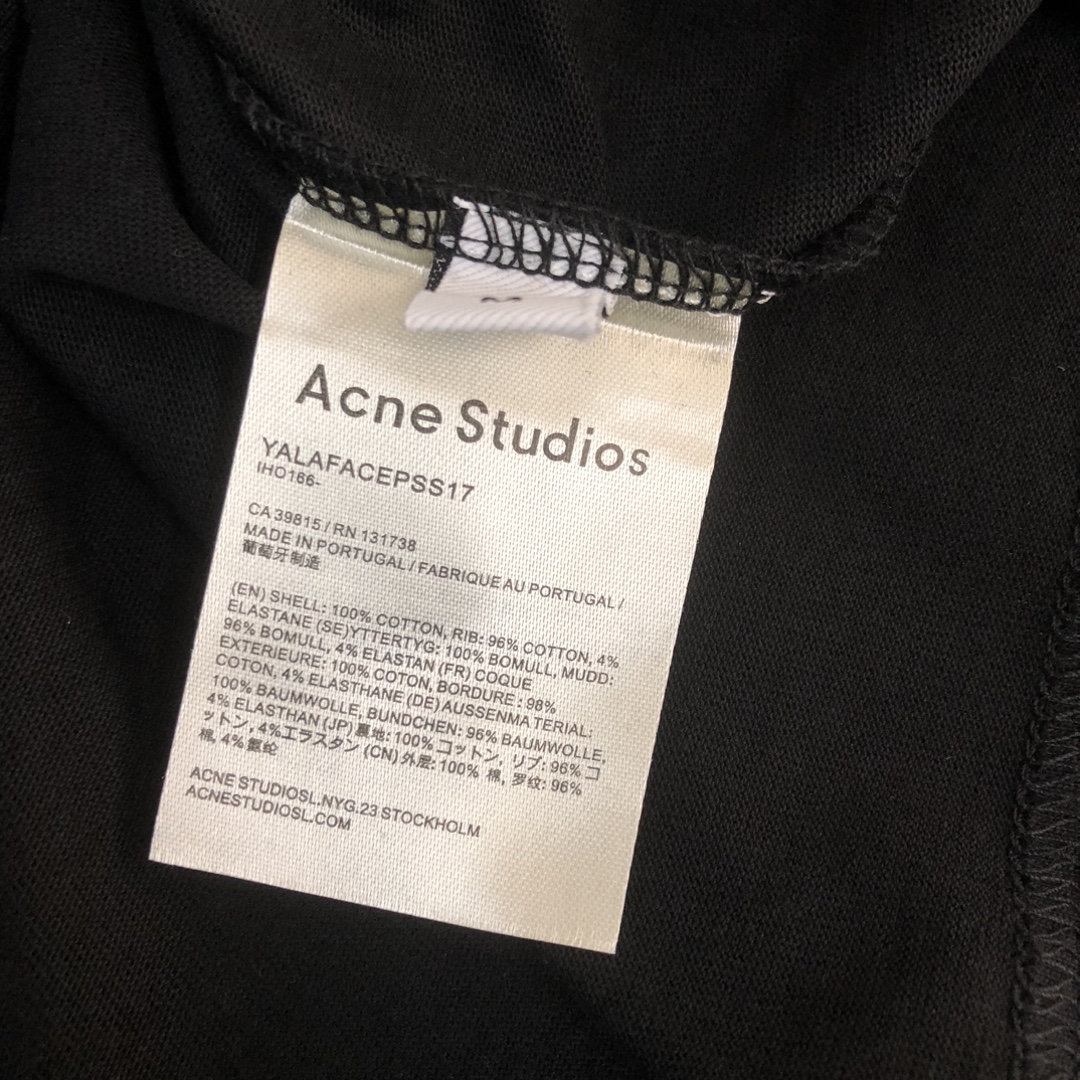 Acne Studios
YALAFACEPSS17
IHO166-
CA 39815 / RN 131738
MADE IN PORTUGAL / FABRIQUE AU PORTUGAL /
葡萄牙制造
(EN) SHELL: 100% COTTON, RIB: 96% COTTON, 4%
ELASTANE (SE)YTTERTYG: 100% BOMULL, MUDD:
96% BOMULL, 4% ELASTAN (FR) COQUE
EXTERIEURE: 100% COTON, BORDURE : 98%
COTON, 4% ELASTHANE (DE) AUSSENMATERIAL:
100% BAUMWOLLE, BUNDCHEN: 96% BAUMWOLLE,
4% ELASTHAN (JP) 裏地: 100% コットン, リブ: 96% コ
ットン, 4%エラスタン (CN) 外层: 100% 棉, 罗纹: 96%
棉, 4% 氨纶
ACNE STUDIOSL.NYG.23 STOCKHOLM
ACNESTUDIOSL.COM